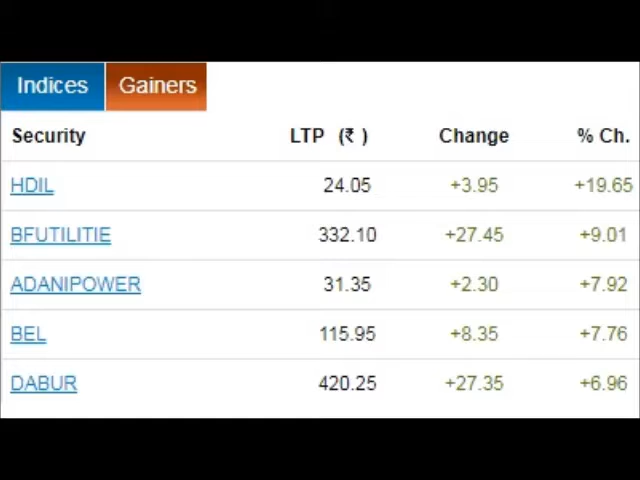 Indices Gainers
Security LTP (₹ ) Change % Ch.
HDIL 24.05 +3.95 +19.65
BFUTILITIE 332.10 +27.45 +9.01
ADANIPOWER 31.35 +2.30 +7.92
BEL 115.95 +8.35 +7.76
DABUR 420.25 +27.35 +6.96